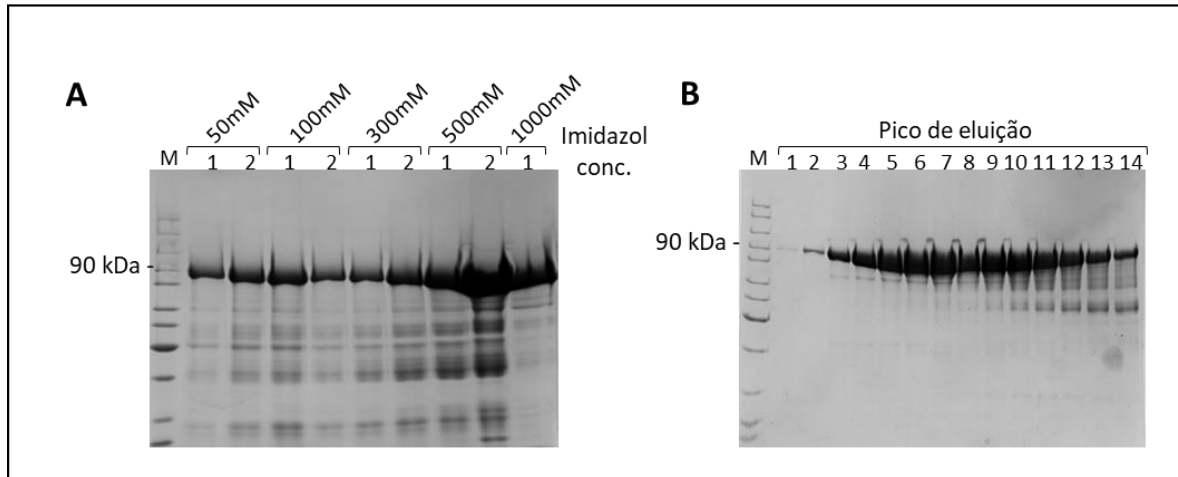 A
50mM 100mM 300mM 500mM 1000mM
M 1 2 1 2 1 2 1 2 1
Imidazol
conc.
90 kDa -
B
Pico de eluição
M 1 2 3 4 5 6 7 8 9 10 11 12 13 14
90 kDa -